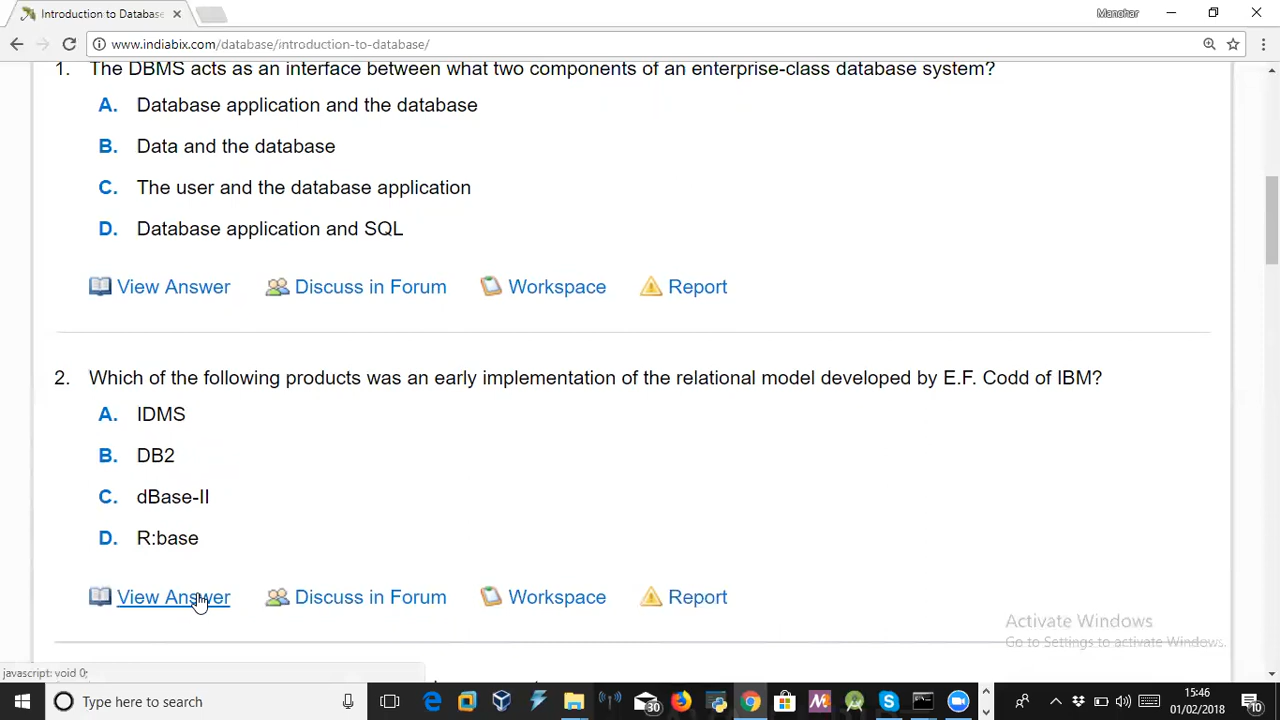 Introduction to Database
Manohar
www.indiabix.com/database/introduction-to-database/
1. The DBMS acts as an interface between what two components of an enterprise-class database system?
A. Database application and the database
B. Data and the database
C. The user and the database application
D. Database application and SQL
View Answer Discuss in Forum Workspace Report
2. Which of the following products was an early implementation of the relational model developed by E.F. Codd of IBM?
A. IDMS
B. DB2
C. dBase-II
D. R:base
View Answer Discuss in Forum Workspace Report
Activate Windows
Go to Settings to activate Windows.
javascript: void 0;
Type here to search
30
15:46
01/02/2018
10